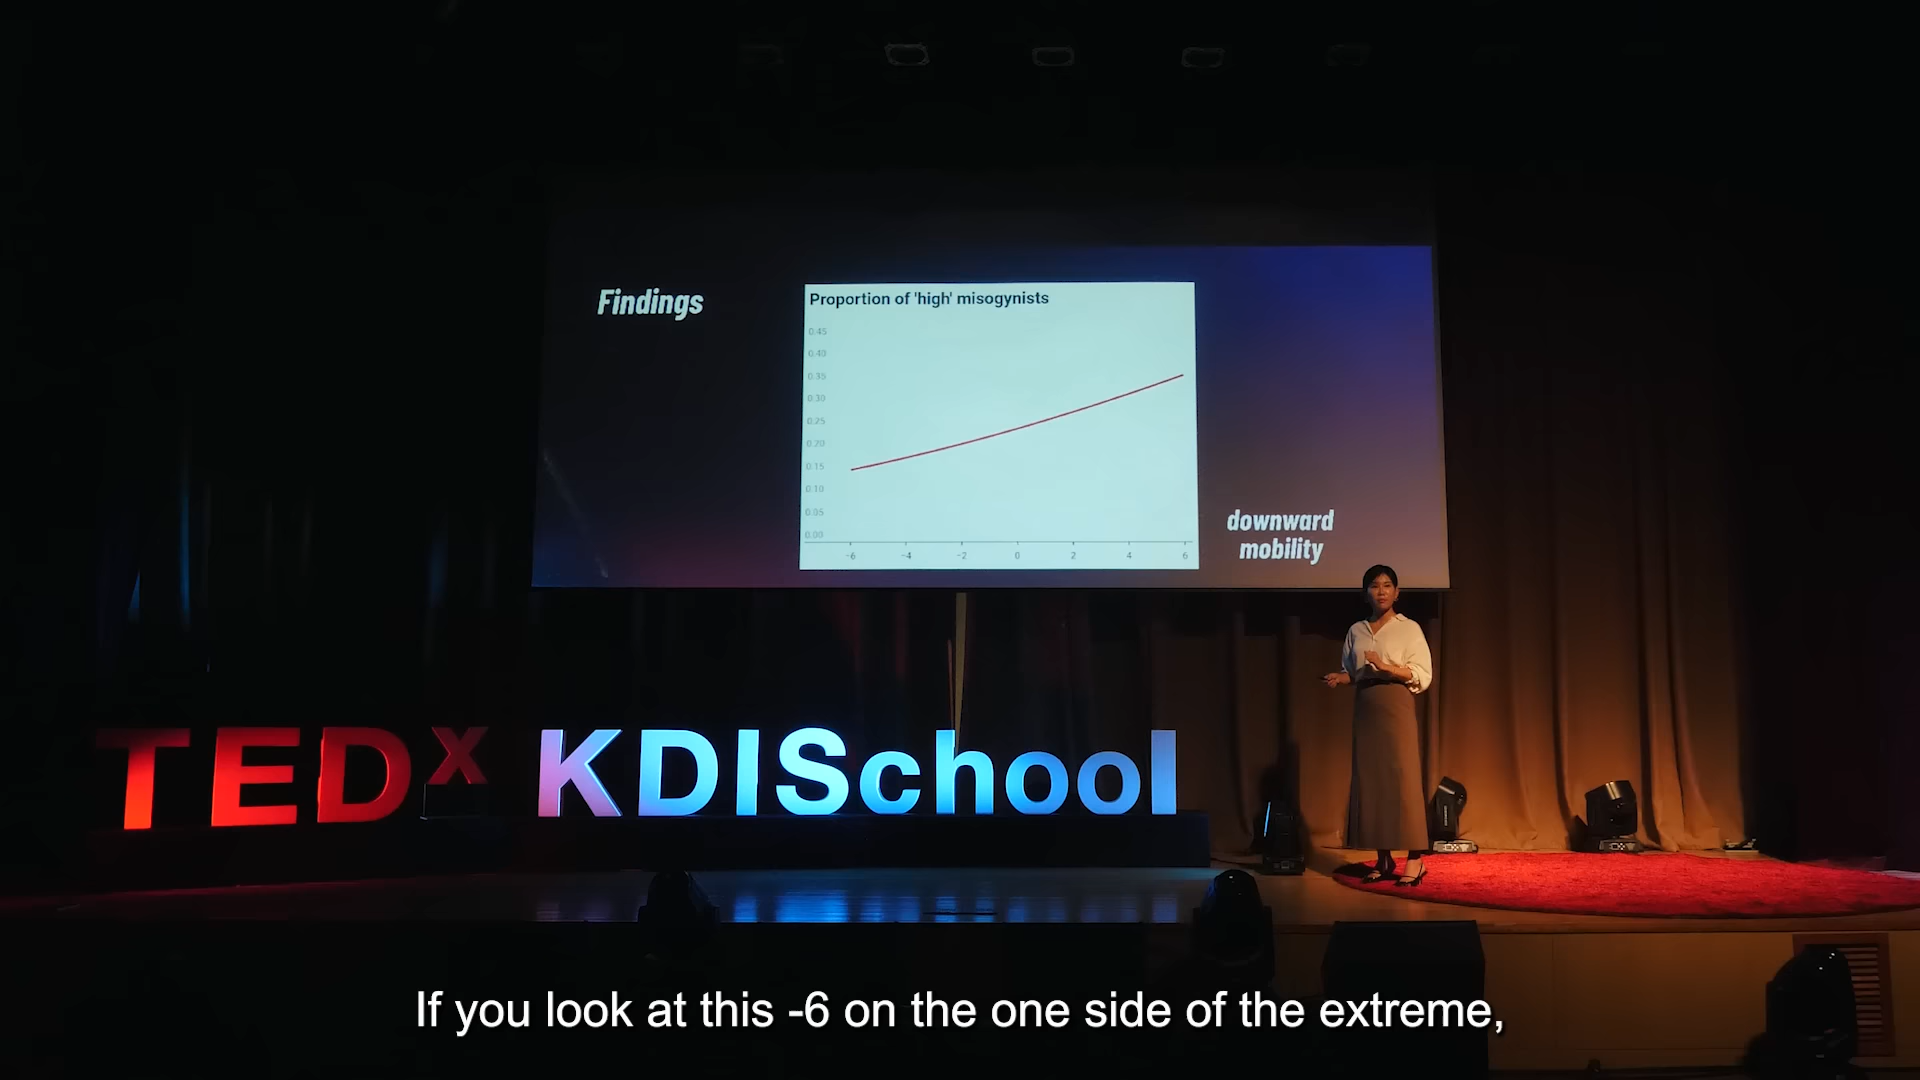 Findings
Proportion of 'high' misogynists
0.45
0.40
0.35
0.30
0.25
0.20
0.15
0.10
0.05
0.00
-6 -4 -2 0 2 4 6
downward
mobility
TEDx KDISchool
If you look at this -6 on the one side of the extreme,